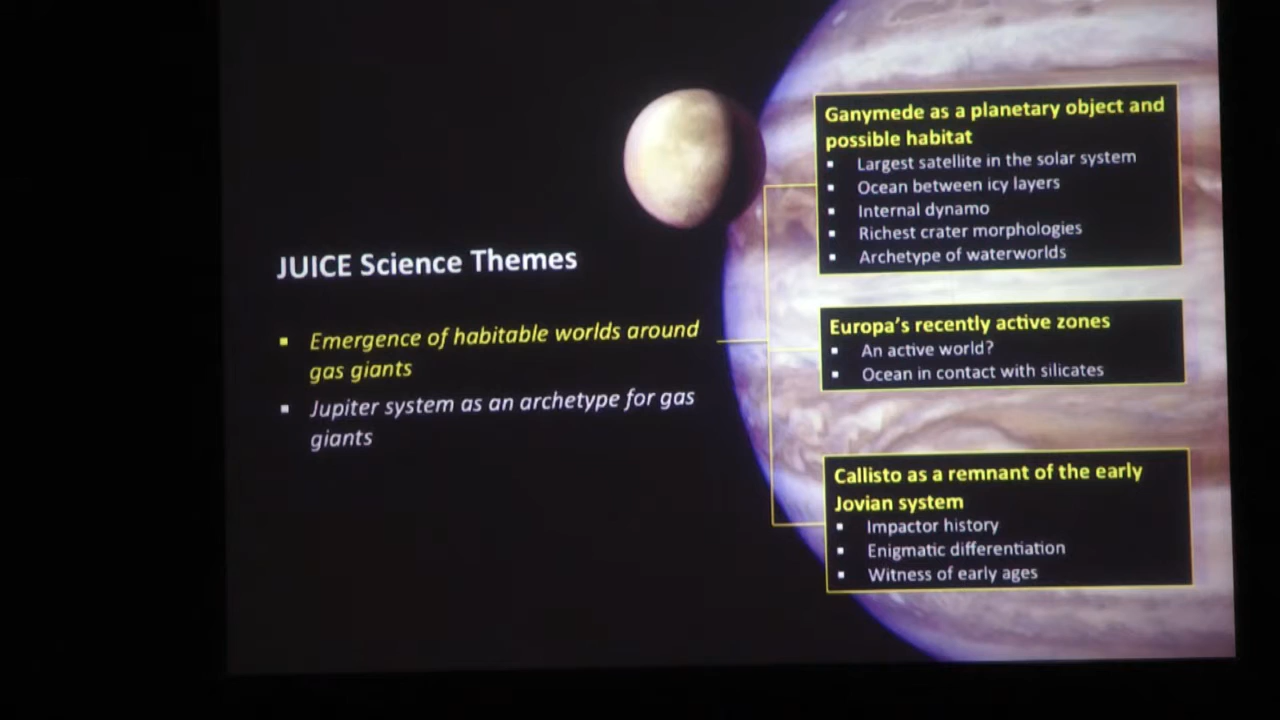 JUICE Science Themes
▪ Emergence of habitable worlds around
gas giants
▪ Jupiter system as an archetype for gas
giants
Ganymede as a planetary object and
possible habitat
▪ Largest satellite in the solar system
▪ Ocean between icy layers
▪ Internal dynamo
▪ Richest crater morphologies
▪ Archetype of waterworlds
Europa's recently active zones
▪ An active world?
▪ Ocean in contact with silicates
Callisto as a remnant of the early
Jovian system
▪ Impactor history
▪ Enigmatic differentiation
▪ Witness of early ages